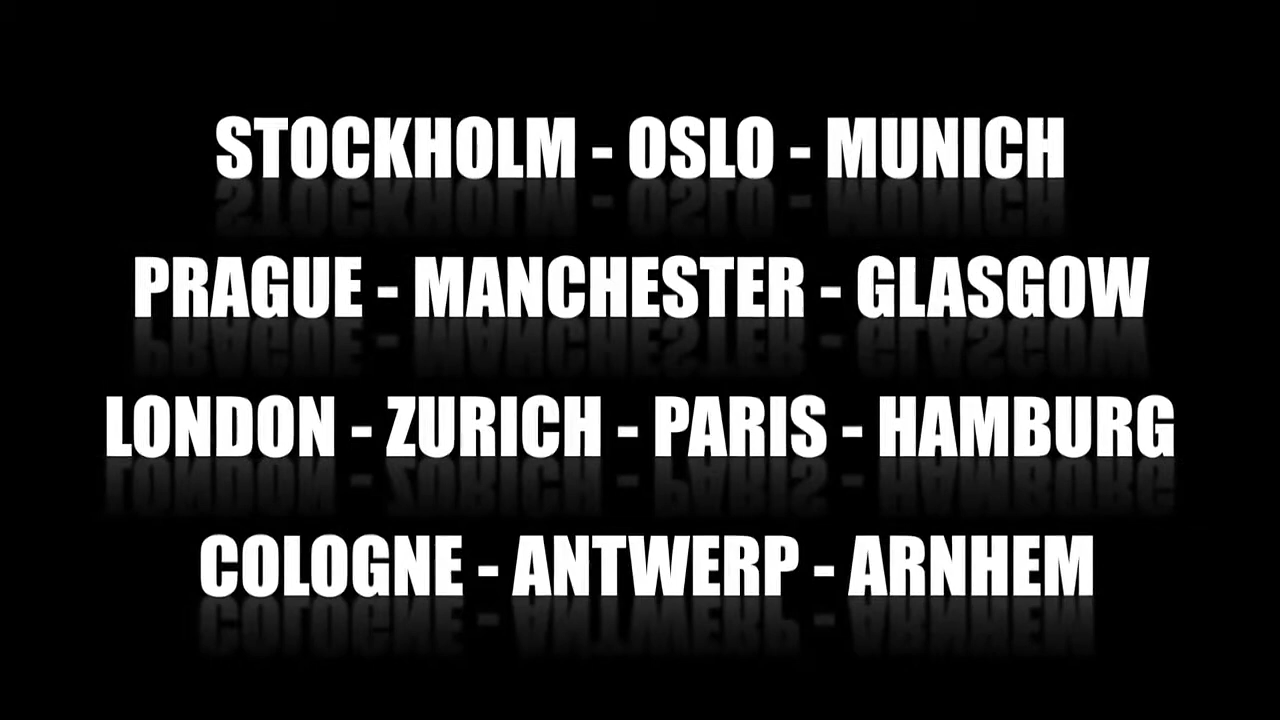 STOCKHOLM - OSLO - MUNICH
PRAGUE - MANCHESTER - GLASGOW
LONDON - ZURICH - PARIS - HAMBURG
COLOGNE - ANTWERP - ARNHEM